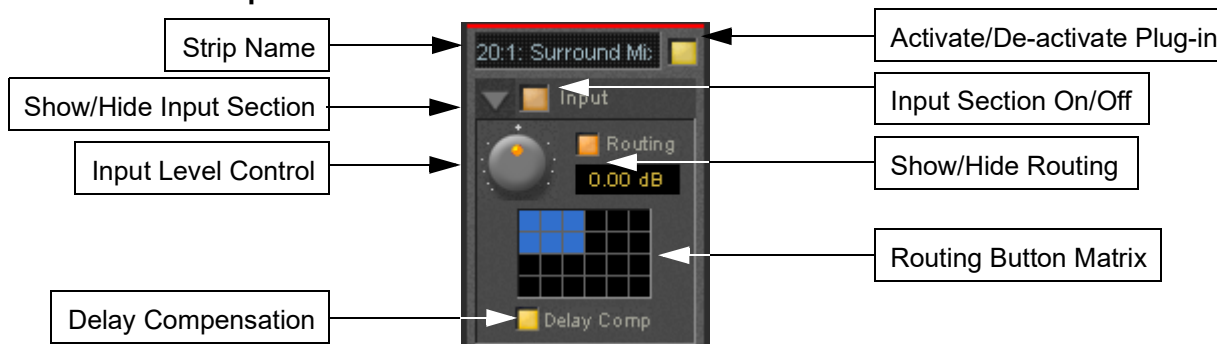 Strip Name
20:1: Surround Mi
Activate/De-activate Plug-in
Show/Hide Input Section
Input
Input Section On/Off
Input Level Control
Routing
0.00 dB
Show/Hide Routing
Routing Button Matrix
Delay Compensation
Delay Comp